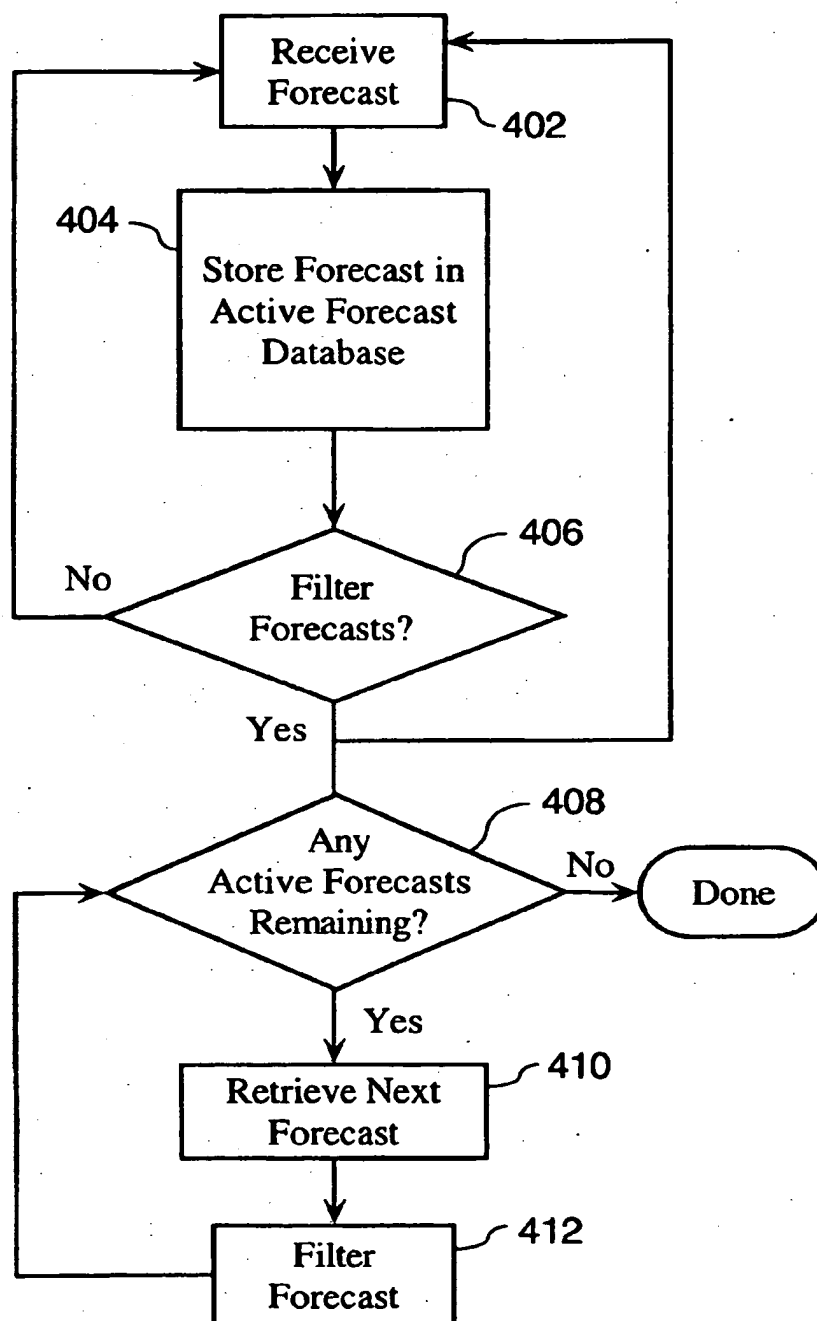 Receive
Forecast
402
404
Store Forecast in
Active Forecast
Database
406
No
Filter
Forecasts?
Yes
408
Any
Active Forecasts
Remaining?
No
Done
Yes
410
Retrieve Next
Forecast
412
Filter
Forecast